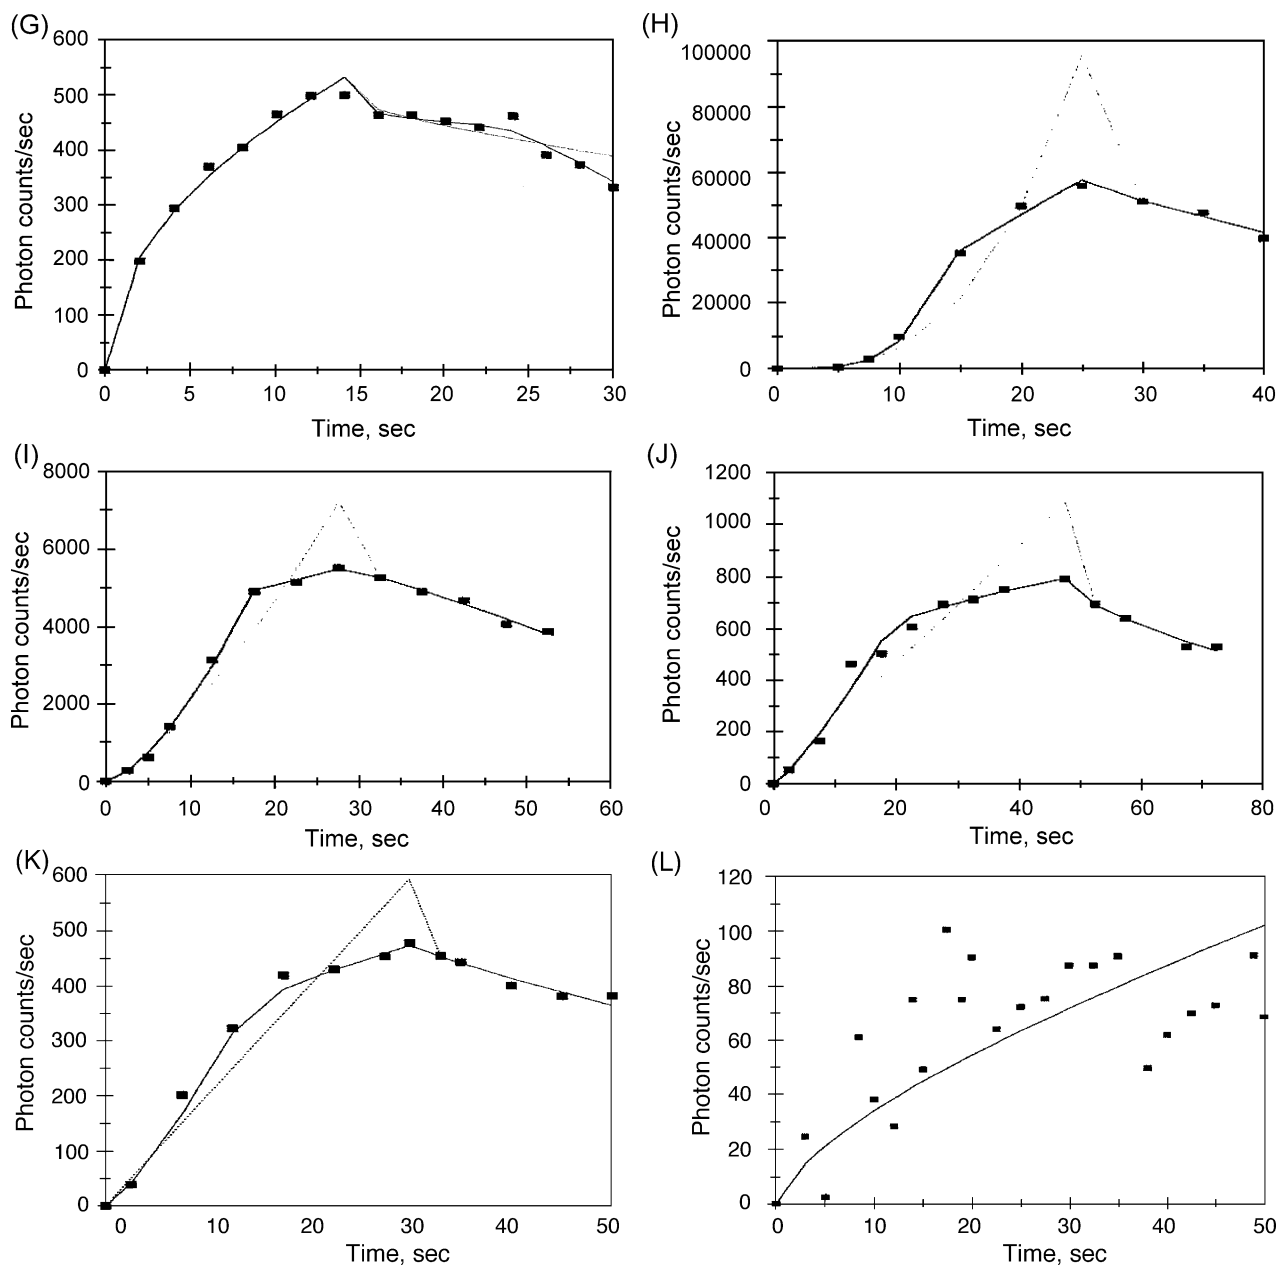 (G)
600
500
400
300
200
100
0
0 5 10 15 20 25 30
Photon counts/sec
Time, sec
(H)
100000
80000
60000
40000
20000
0
0 10 20 30 40
Photon counts/sec
Time, sec
(I)
8000
6000
4000
2000
0
0 10 20 30 40 50 60
Photon counts/sec
Time, sec
(J)
1200
1000
800
600
400
200
0
0 20 40 60 80
Photon counts/sec
Time, sec
(K)
600
500
400
300
200
100
0
0 10 20 30 40 50
Photon counts/sec
Time, sec
(L)
120
100
80
60
40
20
0
0 10 20 30 40 50
Photon counts/sec
Time, sec